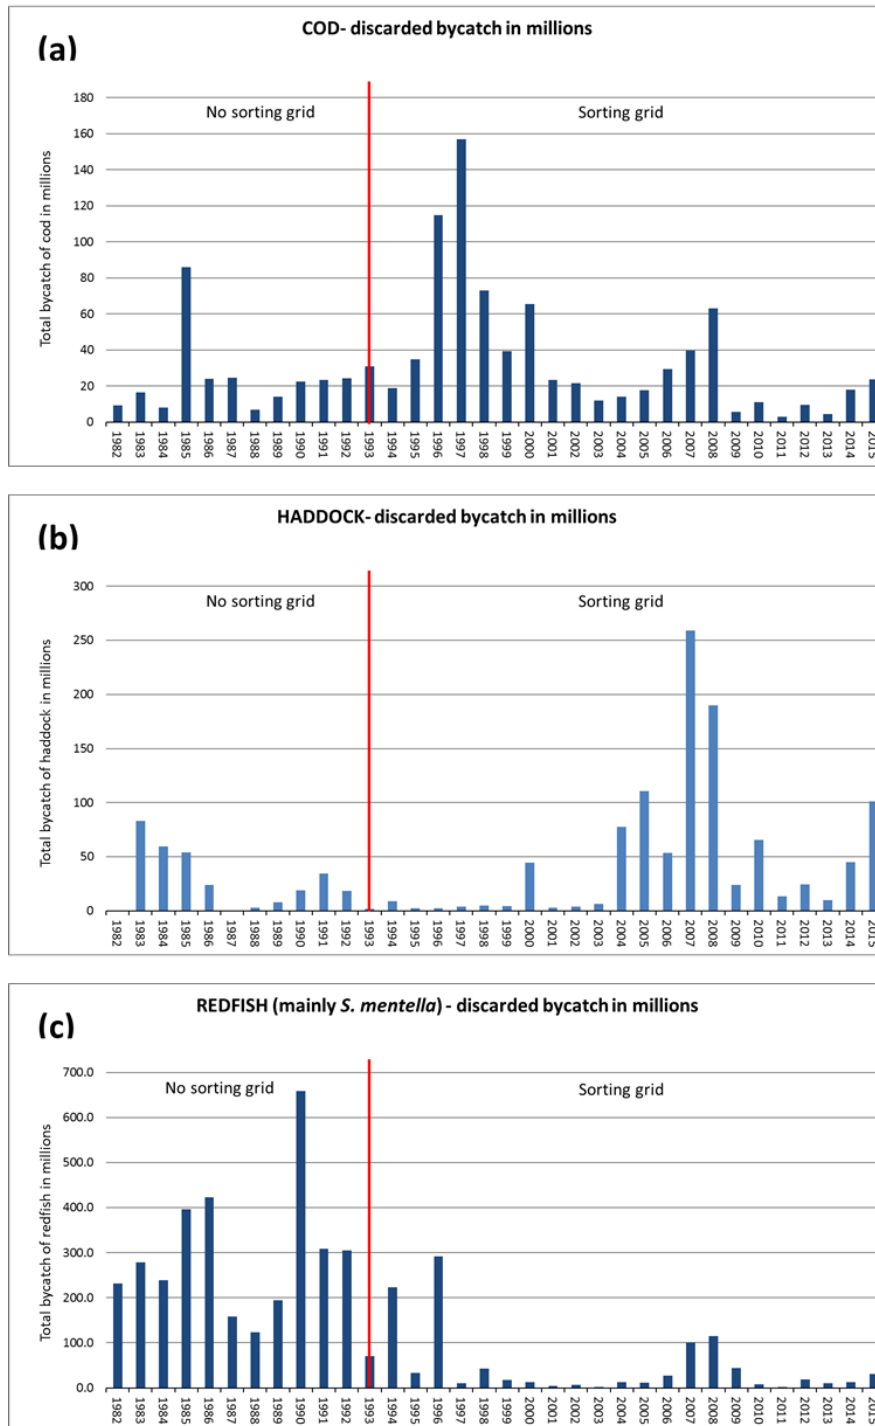 COD- discarded bycatch in millions
(a)
No sorting grid
Sorting grid
Total bycatch of cod in millions
180
160
140
120
100
80
60
40
20
0
1982 1983 1984 1985 1986 1987 1988 1989 1990 1991 1992 1993 1994 1995 1996 1997 1998 1999 2000 2001 2002 2003 2004 2005 2006 2007 2008 2009 2010 2011 2012 2013 2014 2015
HADDOCK- discarded bycatch in millions
(b)
No sorting grid
Sorting grid
Total bycatch of haddock in millions
300
250
200
150
100
50
0
1982 1983 1984 1985 1986 1987 1988 1989 1990 1991 1992 1993 1994 1995 1996 1997 1998 1999 2000 2001 2002 2003 2004 2005 2006 2007 2008 2009 2010 2011 2012 2013 2014 2015
REDFISH (mainly S. mentella) - discarded bycatch in millions
(c)
No sorting grid
Sorting grid
Total bycatch of redfish in millions
700.0
600.0
500.0
400.0
300.0
200.0
100.0
0.0
1982 1983 1984 1985 1986 1987 1988 1989 1990 1991 1992 1993 1994 1995 1996 1997 1998 1999 2000 2001 2002 2003 2004 2005 2006 2007 2008 2009 2010 2011 2012 2013 2014 2015